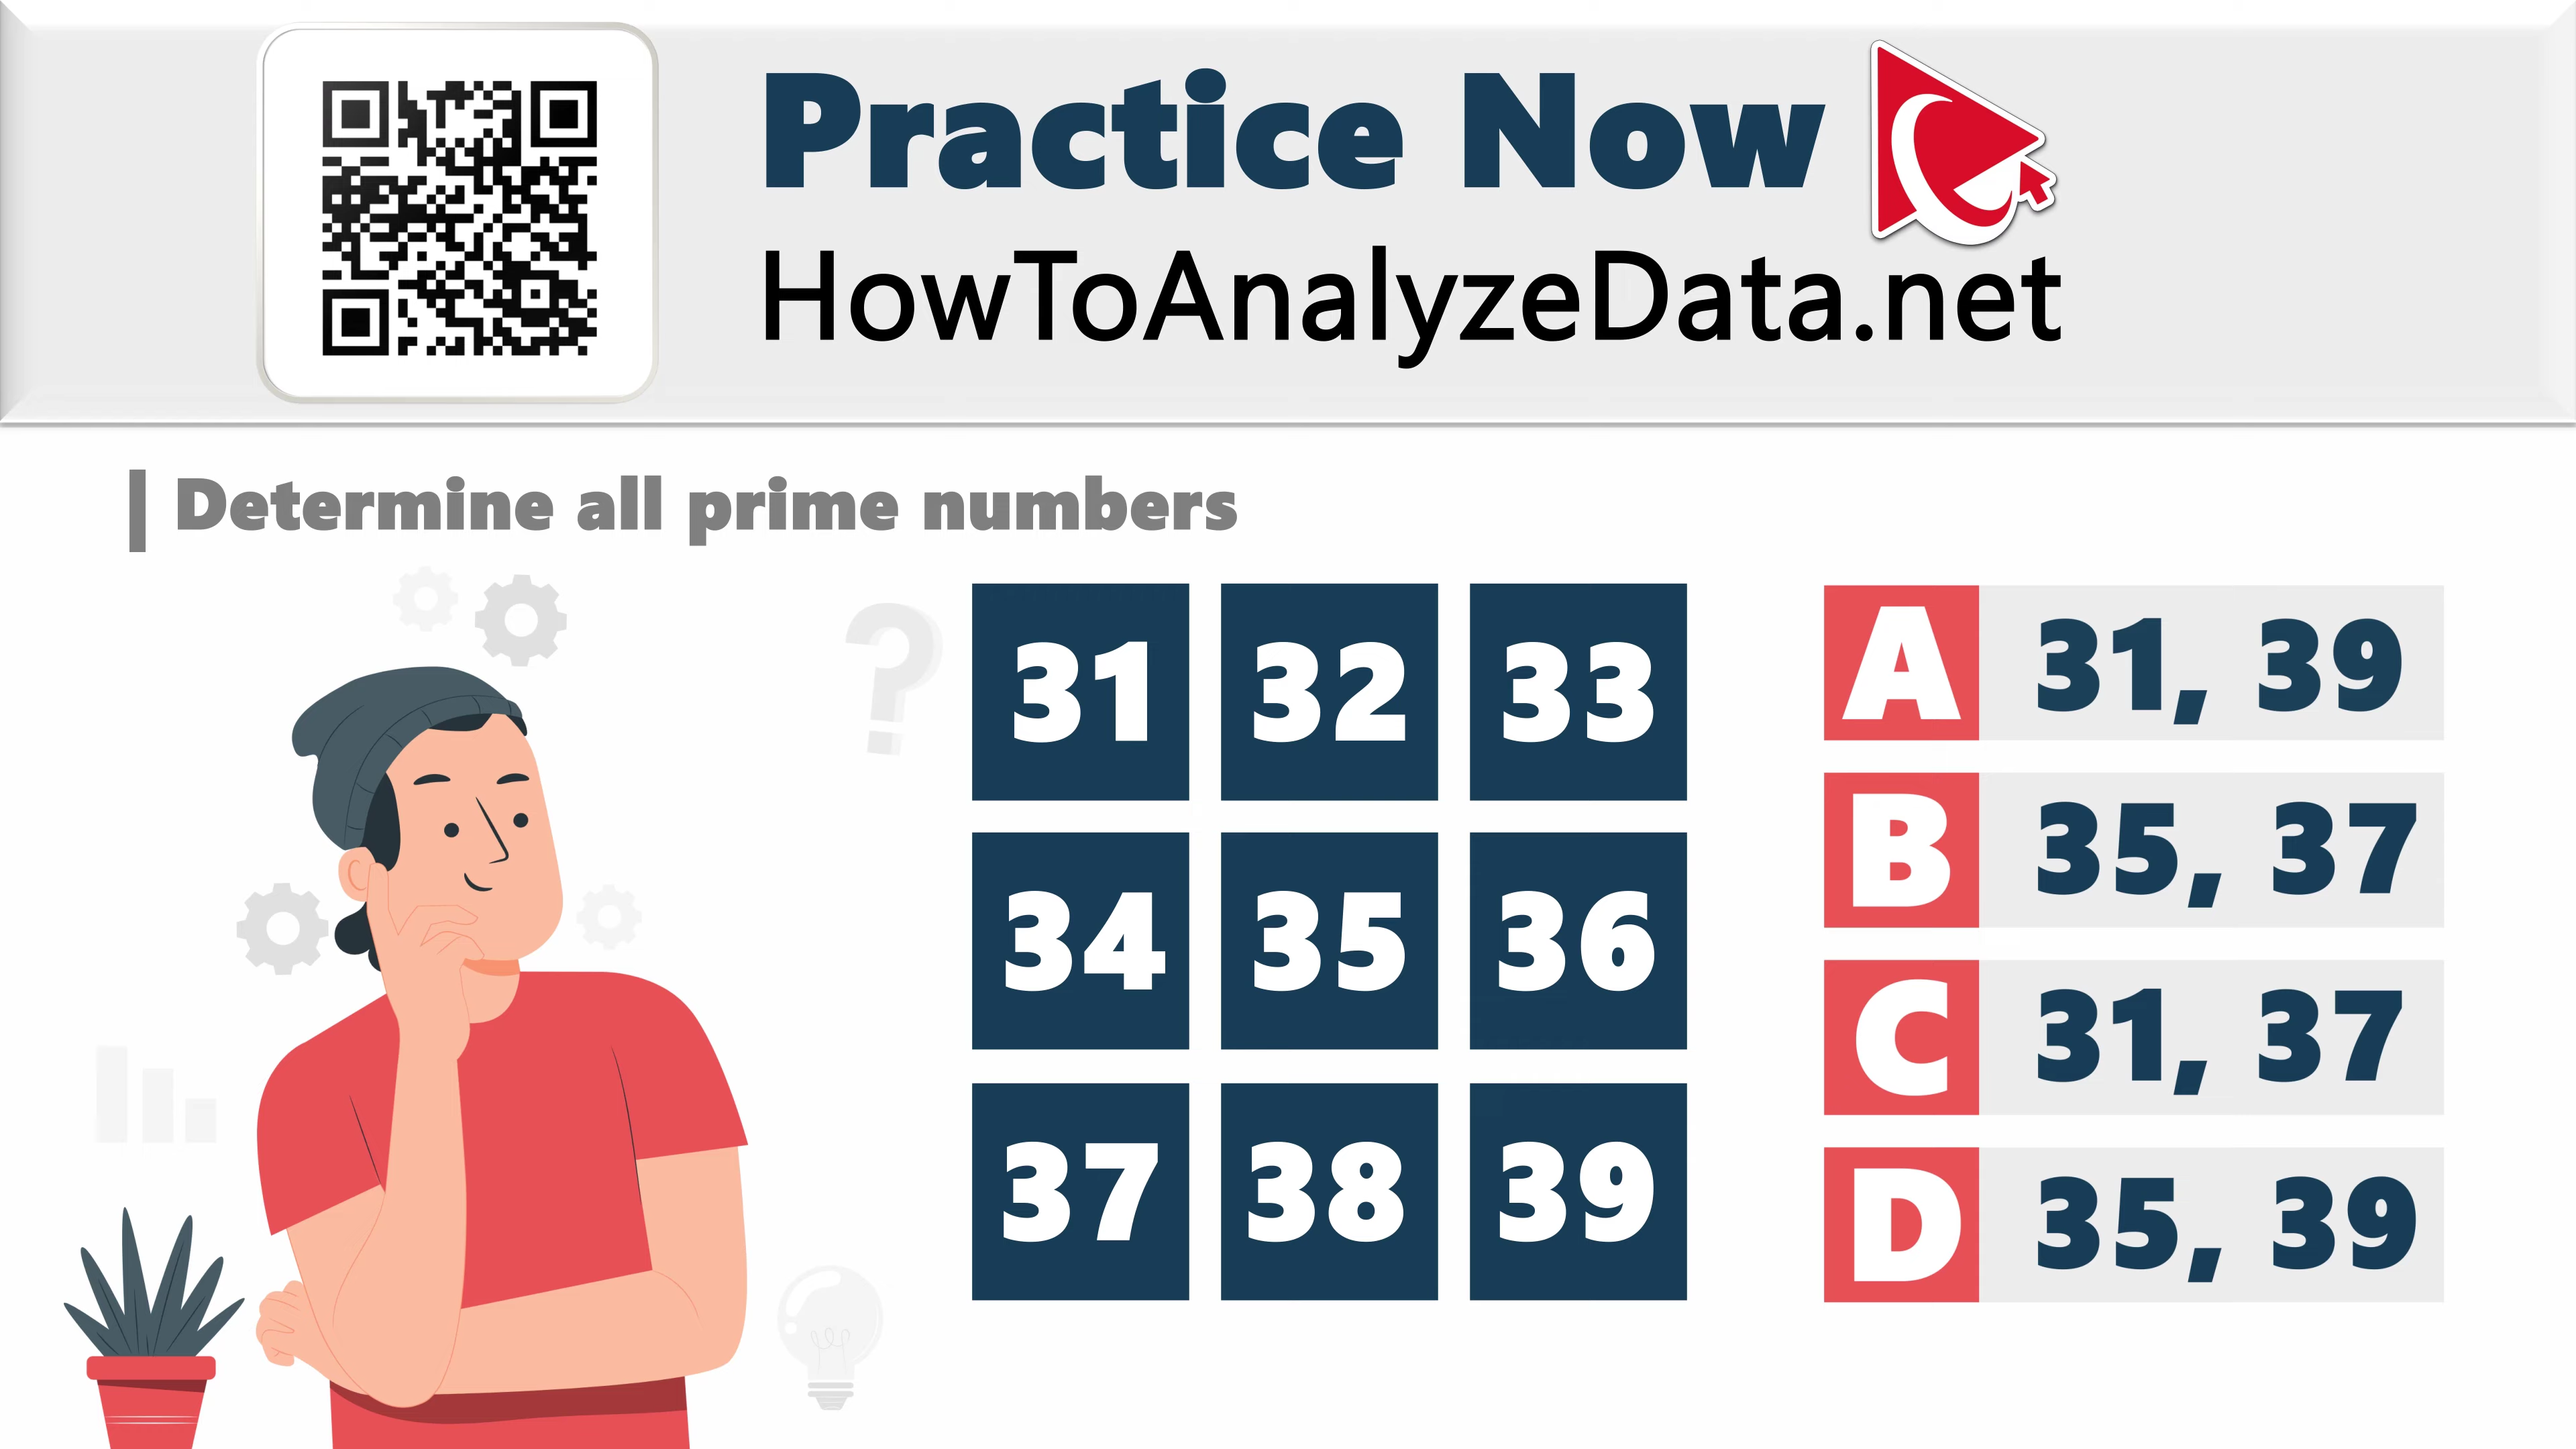 Practice Now
HowToAnalyzeData.net
Determine all prime numbers
?
31 32 33
34 35 36
37 38 39
A 31, 39
B 35, 37
C 31, 37
D 35, 39